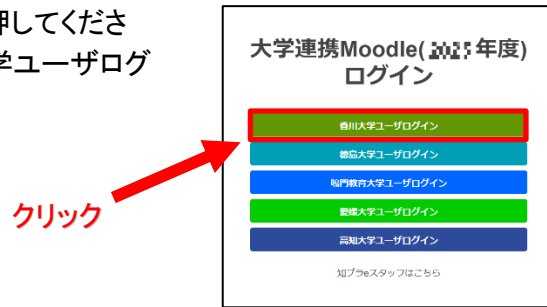 押してくださ
学ユーザログ
大学連携Moodle(2025年度)
ログイン
香川大学ユーザログイン
徳島大学ユーザログイン
鳴門教育大学ユーザログイン
愛媛大学ユーザログイン
高知大学ユーザログイン
知プラeスタッフはこちら
クリック